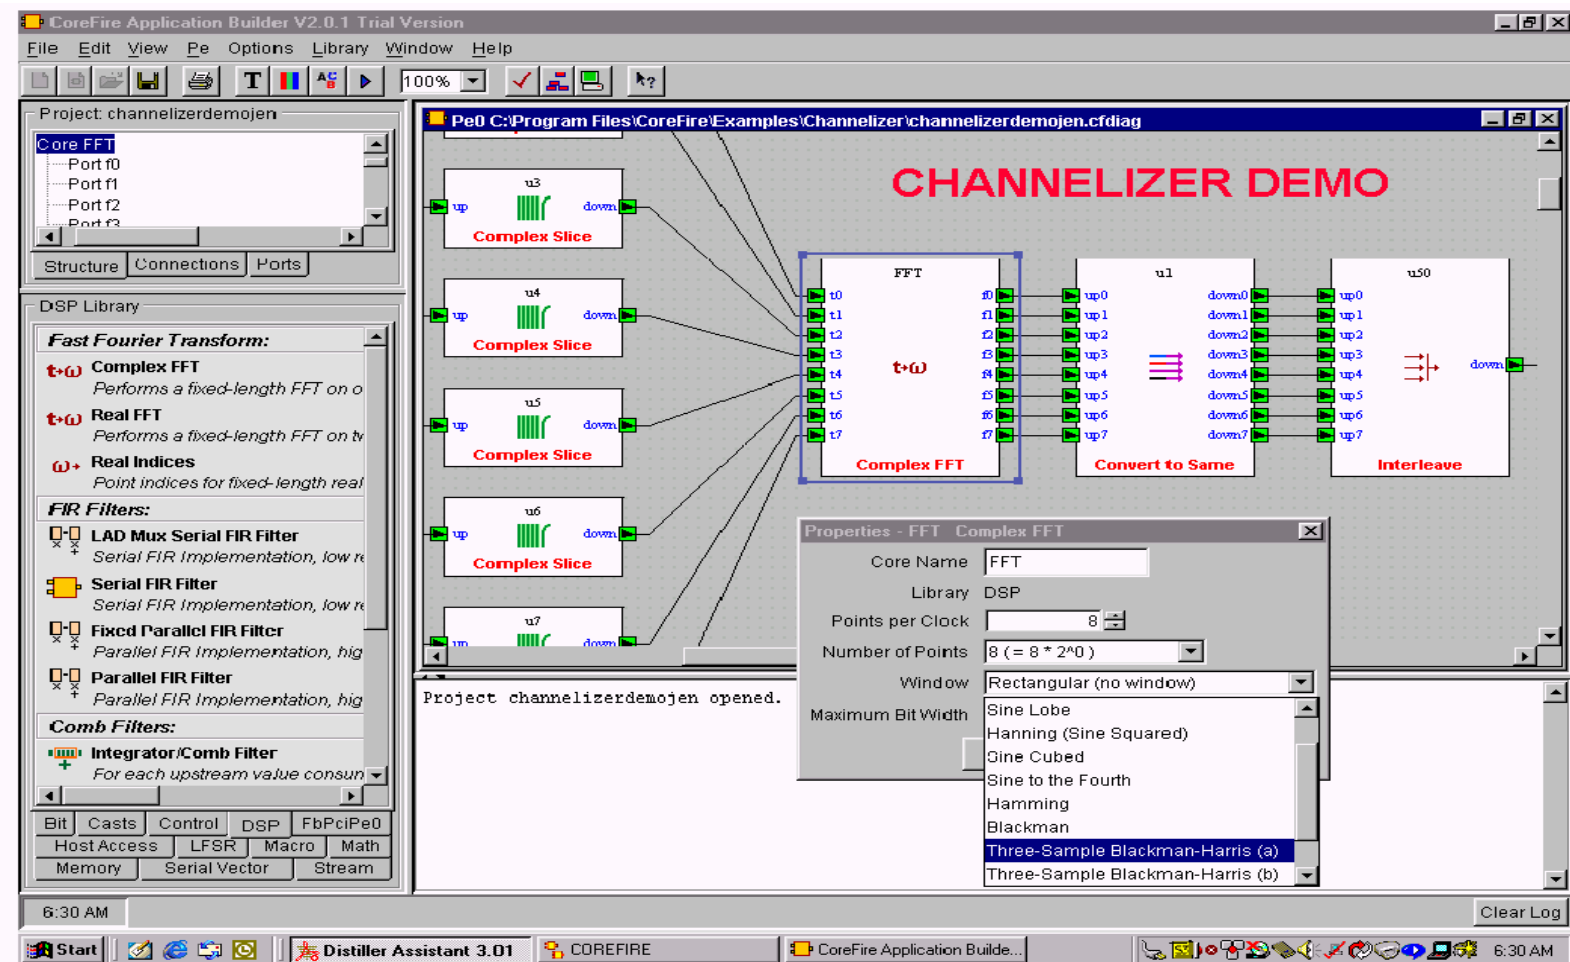 CoreFire Application Builder V2.0.1 Trial Version
File Edit View Pe Options Library Window Help
T
100%
Project: channelizerdemojen
Core FFT
Port f0
Port f1
Port f2
Port f3
Structure Connections Ports
DSP Library
Fast Fourier Transform:
t→ω Complex FFT
Performs a fixed-length FFT on o
t→ω Real FFT
Performs a fixed-length FFT on tw
ω→ Real Indices
Point indices for fixed-length real
FIR Filters:
LAD Mux Serial FIR Filter
Serial FIR Implementation, low re
Serial FIR Filter
Serial FIR Implementation, low re
Fixed Parallel FIR Filter
Parallel FIR Implementation, hig
Parallel FIR Filter
Parallel FIR Implementation, hig
Comb Filters:
Integrator/Comb Filter
For each upstream value consun
Bit Casts Control DSP FbPciPe0
Host Access LFSR Macro Math
Memory Serial Vector Stream
Pe0 C:\Program Files\CoreFire\Examples\Channelizer\channelizerdemojen.cfdiag
CHANNELIZER DEMO
u3
up down
Complex Slice
u4
up down
Complex Slice
u5
up down
Complex Slice
u6
up down
Complex Slice
u7
up down
FFT
t0 f0
t1 f1
t2 f2
t3 f3
t4 f4
t5 f5
t6 f6
t7 f7
t→ω
Complex FFT
u1
up0 down0
up1 down1
up2 down2
up3 down3
up4 down4
up5 down5
up6 down6
up7 down7
Convert to Same
u50
up0
up1
up2
up3
up4
up5
up6
up7
down
Interleave
Properties - FFT Complex FFT
Core Name FFT
Library DSP
Points per Clock 8
Number of Points 8 ( = 8 * 2^0 )
Window Rectangular (no window)
Maximum Bit Width
Sine Lobe
Hanning (Sine Squared)
Sine Cubed
Sine to the Fourth
Hamming
Blackman
Three-Sample Blackman-Harris (a)
Three-Sample Blackman-Harris (b)
Project channelizerdemojen opened.
6:30 AM
Clear Log
Start
Distiller Assistant 3.01
COREFIRE
CoreFire Application Builde...
6:30 AM